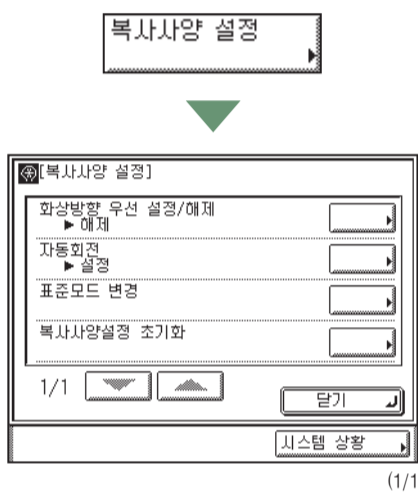 복사사양 설정
[복사사양 설정]
화상방향 우선 설정/해제
▶ 해제
자동회전
▶ 설정
표준모드 변경
복사사양설정 초기화
1/1
닫기
시스템 상황
(1/1